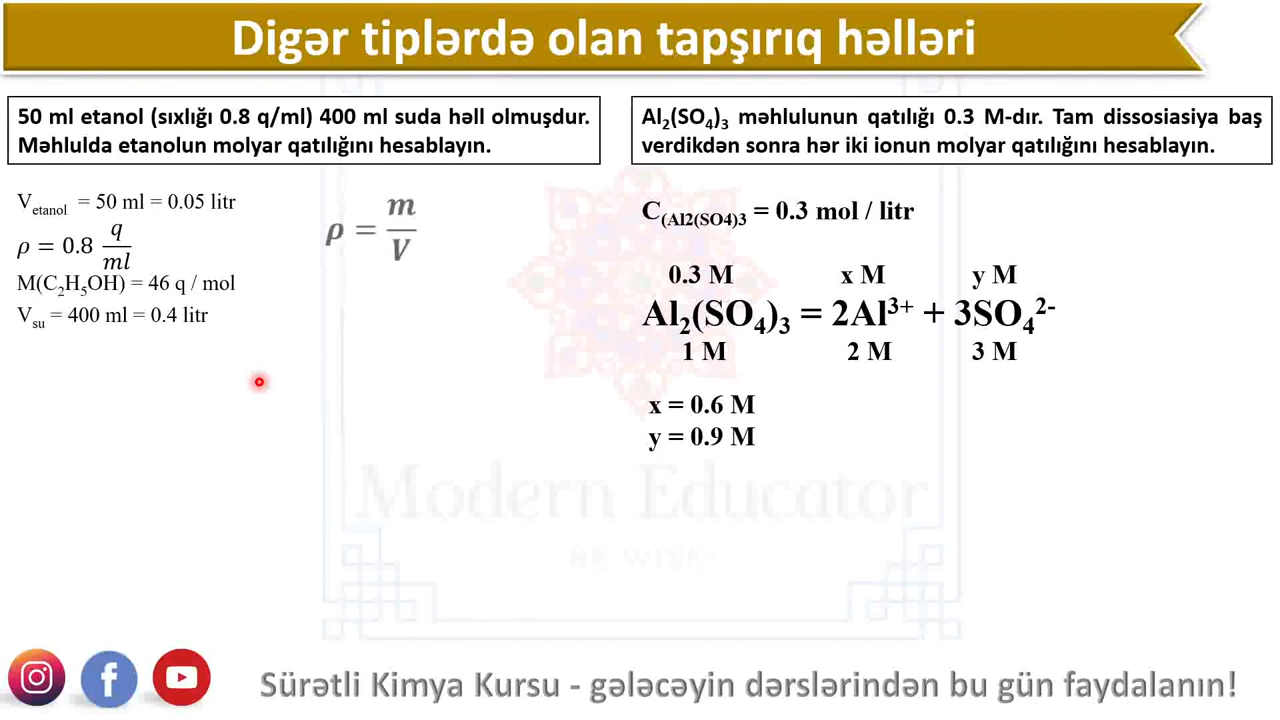 Digər tiplərdə olan tapşırıq həlləri
50 ml etanol (sıxlığı 0.8 q/ml) 400 ml suda həll olmuşdur.
Məhlulda etanolun molyar qatılığını hesablayın.
V_etanol = 50 ml = 0.05 litr
ρ = 0.8 q/ml
M(C₂H₅OH) = 46 q / mol
V_su = 400 ml = 0.4 litr
ρ = m/V
Al₂(SO₄)₃ məhlulunun qatılığı 0.3 M-dır. Tam dissosiasiya baş
verdikdən sonra hər iki ionun molyar qatılığını hesablayın.
C_(Al2(SO4)3 = 0.3 mol / litr
0.3 M x M y M
Al₂(SO₄)₃ = 2Al³⁺ + 3SO₄²⁻
1 M 2 M 3 M
x = 0.6 M
y = 0.9 M
Modern Educator
BE WISE!
Sürətli Kimya Kursu - gələcəyin dərslərindən bu gün faydalanın!